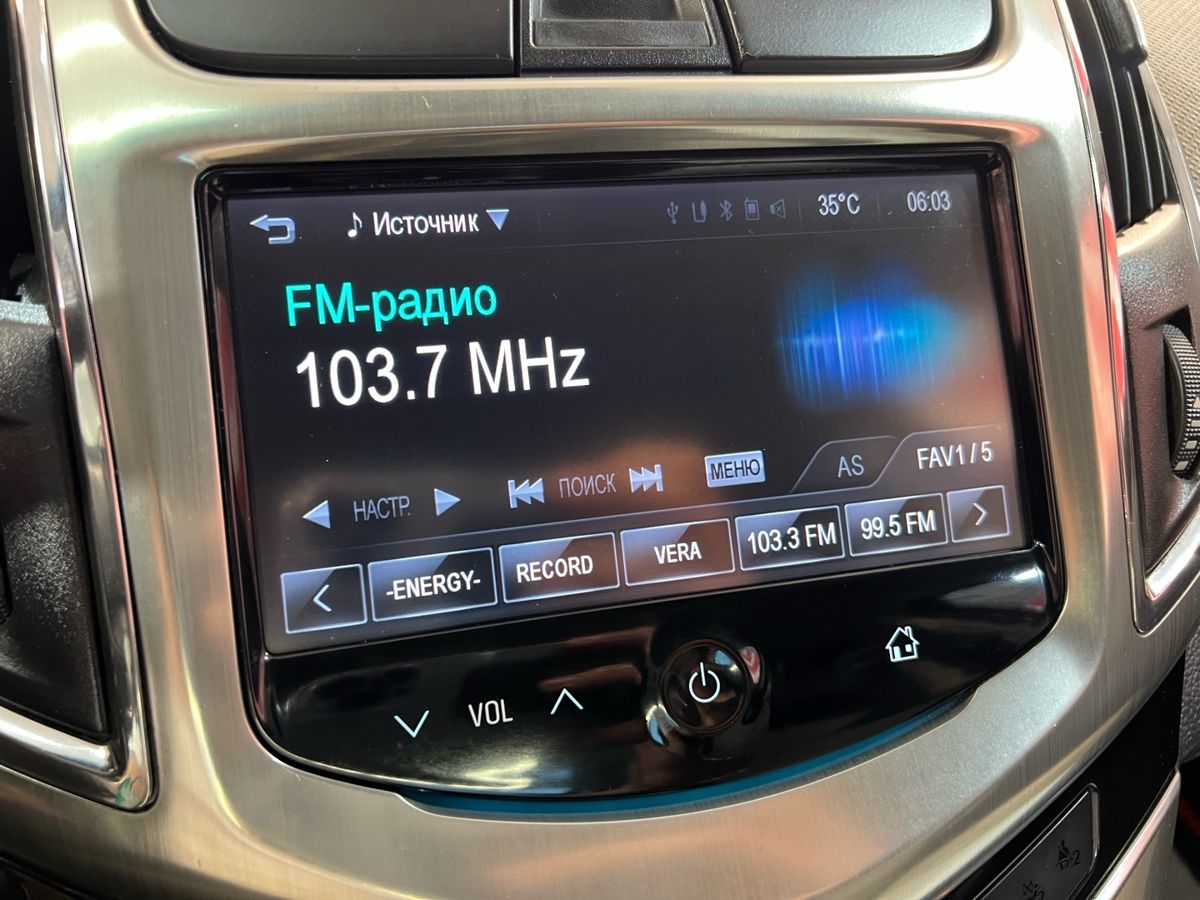 Источник 35°C 06:03
FM-радио
103.7 MHz
НАСТР. ПОИСК МЕНЮ AS FAV1 / 5
-ENERGY- RECORD VERA 103.3 FM 99.5 FM
VOL